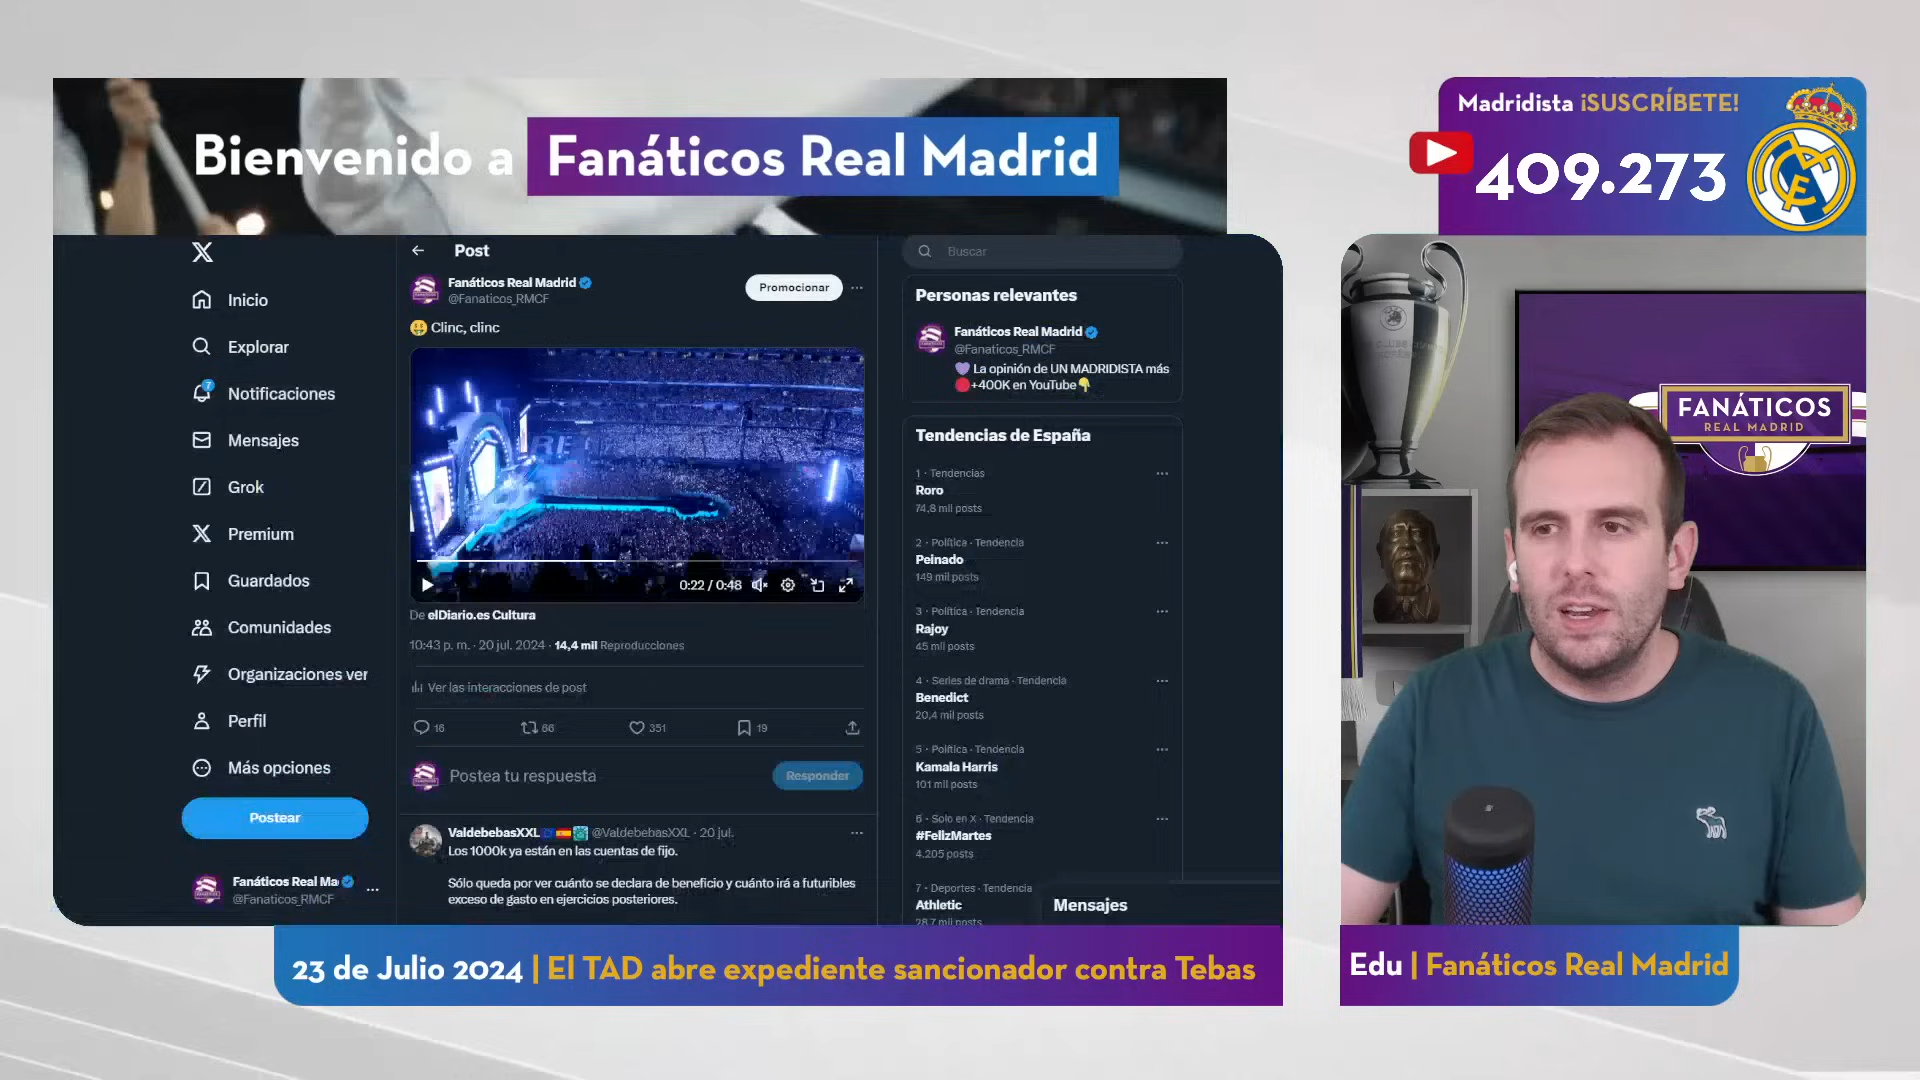 Bienvenido a Fanáticos Real Madrid
Madridista ¡SUSCRÍBETE!
409.273
Inicio
Explorar
7
Notificaciones
Mensajes
Grok
Premium
Guardados
Comunidades
Organizaciones ver
Perfil
Más opciones
Postear
Fanáticos Real Ma
@Fanaticos_RMCF
Post
Fanáticos Real Madrid
@Fanaticos_RMCF
Promocionar
Clinc, clinc
0:22 / 0:48
De elDiario.es Cultura
10:43 p. m. · 20 jul. 2024 · 14,4 mil Reproducciones
Ver las interacciones de post
16 66 351 19
Postea tu respuesta
Responder
ValdebebasXXL @ValdebebasXXL · 20 jul.
Los 1000k ya están en las cuentas de fijo.
Sólo queda por ver cuánto se declara de beneficio y cuánto irá a futuribles
exceso de gasto en ejercicios posteriores.
Buscar
Personas relevantes
Fanáticos Real Madrid
@Fanaticos_RMCF
La opinión de UN MADRIDISTA más
+400K en YouTube
Tendencias de España
1 · Tendencias
Roro
74,8 mil posts
2 · Política · Tendencia
Peinado
149 mil posts
3 · Política · Tendencia
Rajoy
45 mil posts
4 · Series de drama · Tendencia
Benedict
20,4 mil posts
5 · Política · Tendencia
Kamala Harris
101 mil posts
6 · Solo en X · Tendencia
#FelizMartes
4.205 posts
7 · Deportes · Tendencia
Athletic
28,7 mil posts
Mensajes
FANÁTICOS
REAL MADRID
23 de Julio 2024 | El TAD abre expediente sancionador contra Tebas
Edu | Fanáticos Real Madrid